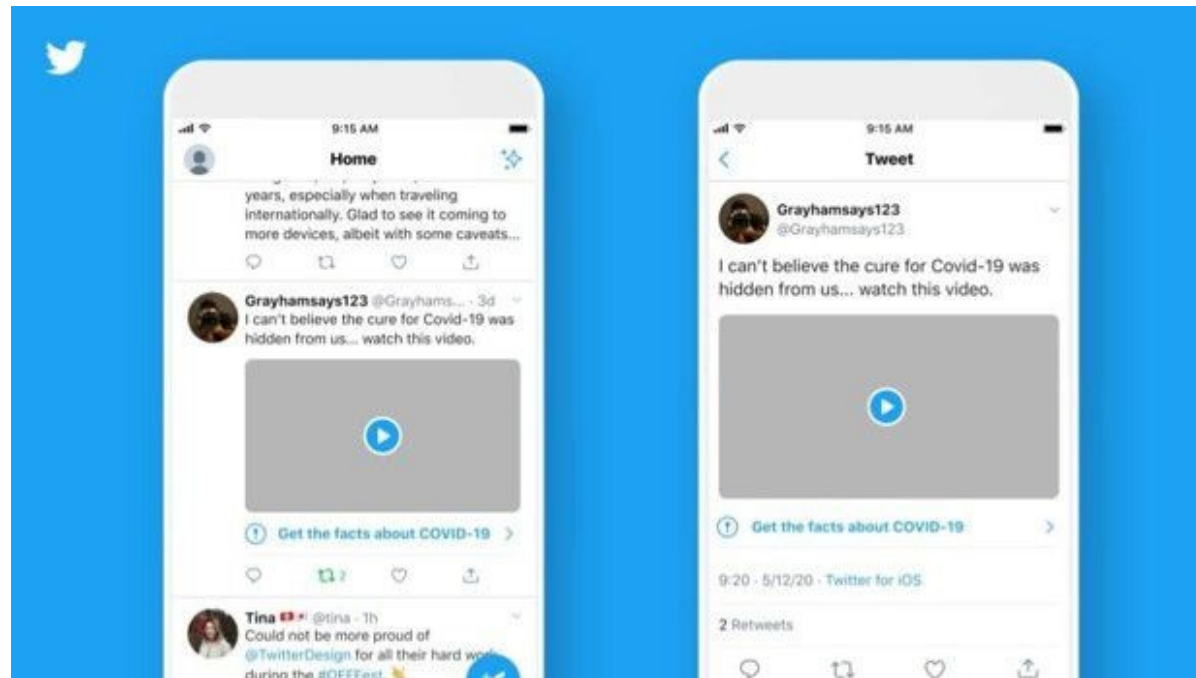 9:15 AM
Home
years, especially when traveling
internationally. Glad to see it coming to
more devices, albeit with some caveats...
Grayhamsays123 @Grayhams... · 3d
I can't believe the cure for Covid-19 was
hidden from us... watch this video.
Get the facts about COVID-19
2
Tina @tina · 1h
Could not be more proud of
@TwitterDesign for all their hard work
during the #OFFFest.
9:15 AM
Tweet
Grayhamsays123
@Grayhamsays123
I can't believe the cure for Covid-19 was
hidden from us... watch this video.
Get the facts about COVID-19
9:20 · 5/12/20 · Twitter for iOS
2 Retweets